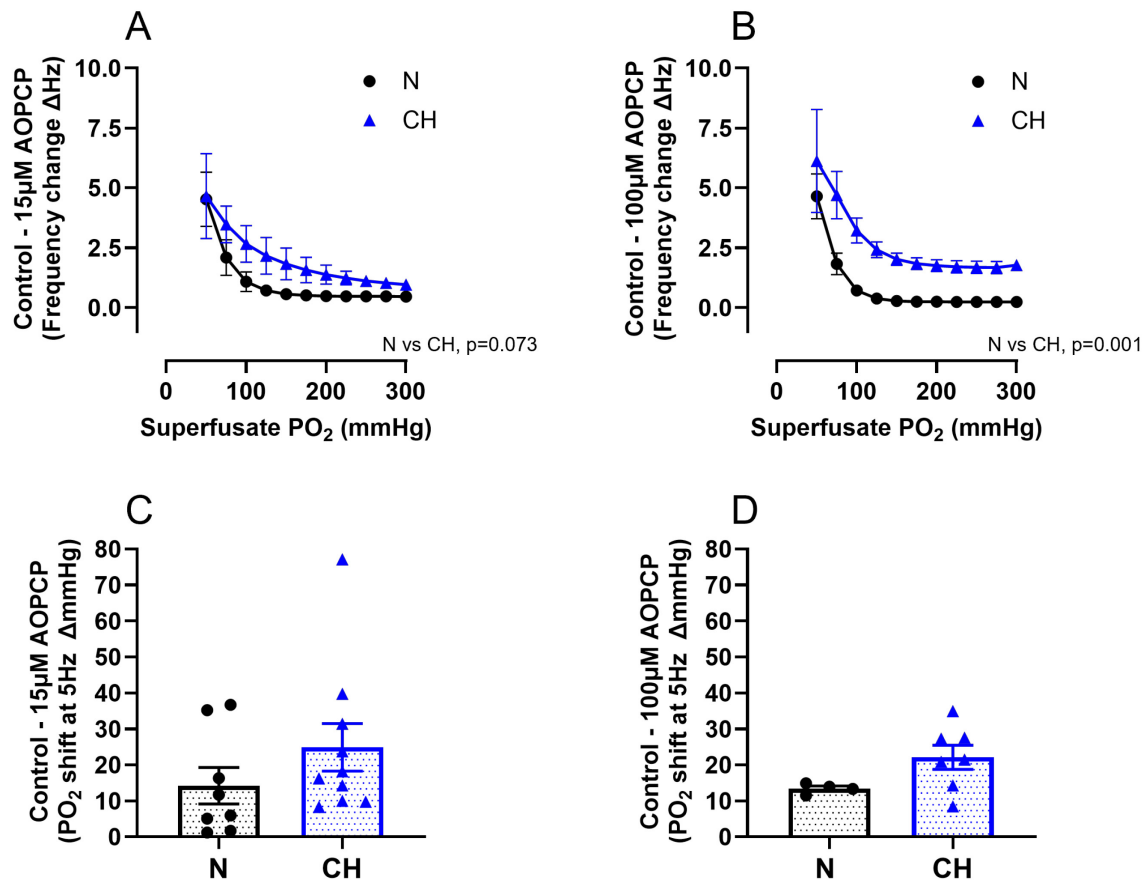 A
Control - 15µM AOPCP
(Frequency change ΔHz)
10.0
7.5
5.0
2.5
0.0
N
CH
N vs CH, p=0.073
0 100 200 300
Superfusate PO₂ (mmHg)
B
Control - 100µM AOPCP
(Frequency change ΔHz)
10.0
7.5
5.0
2.5
0.0
N
CH
N vs CH, p=0.001
0 100 200 300
Superfusate PO₂ (mmHg)
C
Control - 15µM AOPCP
(PO₂ shift at 5Hz ΔmmHg)
80
70
60
50
40
30
20
10
0
N CH
D
Control - 100µM AOPCP
(PO₂ shift at 5Hz ΔmmHg)
80
70
60
50
40
30
20
10
0
N CH